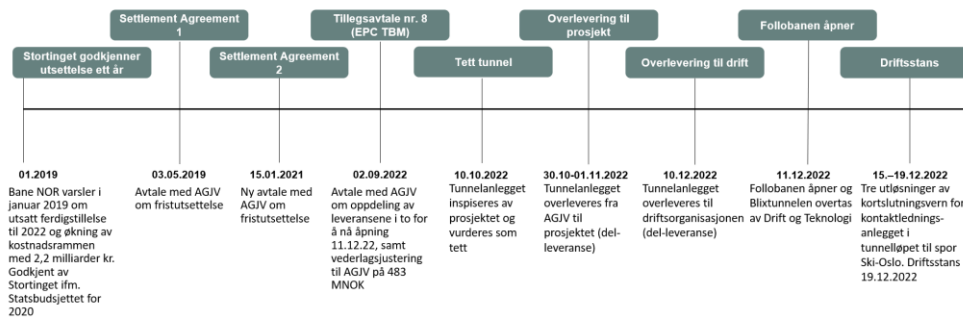 Settlement Agreement
1
Tillegsavtale nr. 8
(EPC TBM)
Overlevering til
prosjekt
Follobanen åpner
Stortinget godkjenner
utsettelse ett år
Settlement Agreement
2
Tett tunnel
Overlevering til drift
Driftsstans
01.2019
Bane NOR varsler i
januar 2019 om
utsatt ferdigstillelse
til 2022 og økning av
kostnadsrammen
med 2,2 milliarder kr.
Godkjent av
Stortinget ifm.
Statsbudsjettet for
2020
03.05.2019
Avtale med AGJV
om fristutsettelse
15.01.2021
Ny avtale med
AGJV om
fristutsettelse
02.09.2022
Avtale med AGJV
om oppdeling av
leveransene i to for
å nå åpning
11.12.22, samt
vederlagsjustering
til AGJV på 483
MNOK
10.10.2022
Tunnelanlegget
inspiseres av
prosjektet og
vurderes som
tett
30.10-01.11.2022
Tunnelanlegget
overleveres fra
AGJV til
prosjektet (del-
leveranse)
10.12.2022
Tunnelanlegget
overleveres til
driftsorganisasjonen
(del-leveranse)
11.12.2022
Follobanen åpner og
Blixtunnelen overtas
av Drift og Teknologi
15.–19.12.2022
Tre utløsninger av
kortslutningsvern for
kontaktlednings-
anlegget i
tunnelløpet til spor
Ski-Oslo. Driftsstans
19.12.2022